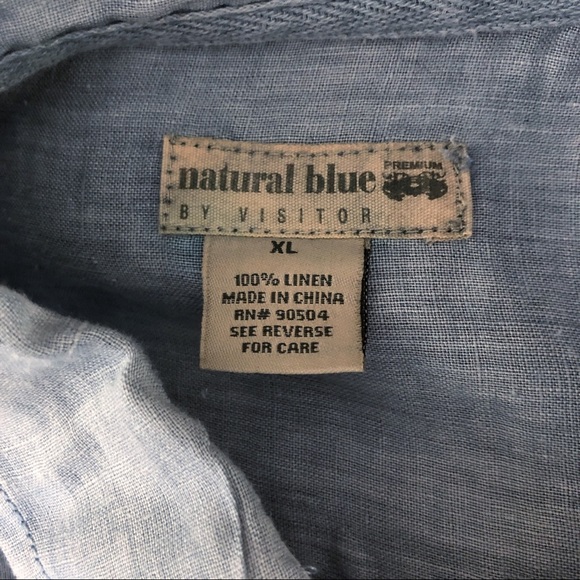 natural blue PREMIUM
BY VISITOR
XL
100% LINEN
MADE IN CHINA
RN# 90504
SEE REVERSE
FOR CARE